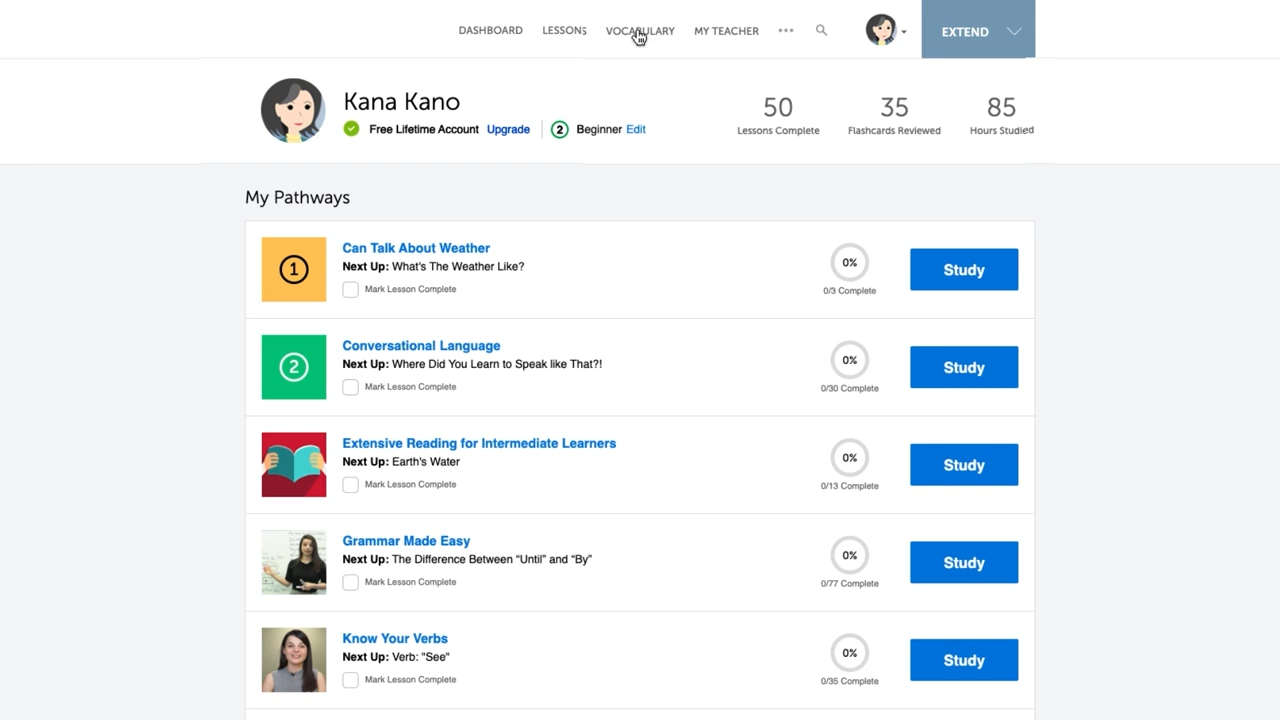 DASHBOARD LESSONS VOCABULARY MY TEACHER ••• EXTEND
Kana Kano
Free Lifetime Account Upgrade 2 Beginner Edit
50 35 85
Lessons Complete Flashcards Reviewed Hours Studied
My Pathways
1
Can Talk About Weather
Next Up: What's The Weather Like?
Mark Lesson Complete
0%
0/3 Complete
Study
2
Conversational Language
Next Up: Where Did You Learn to Speak like That?!
Mark Lesson Complete
0%
0/30 Complete
Study
Extensive Reading for Intermediate Learners
Next Up: Earth's Water
Mark Lesson Complete
0%
0/13 Complete
Study
Grammar Made Easy
Next Up: The Difference Between “Until” and “By”
Mark Lesson Complete
0%
0/77 Complete
Study
Know Your Verbs
Next Up: Verb: "See"
Mark Lesson Complete
0%
0/35 Complete
Study